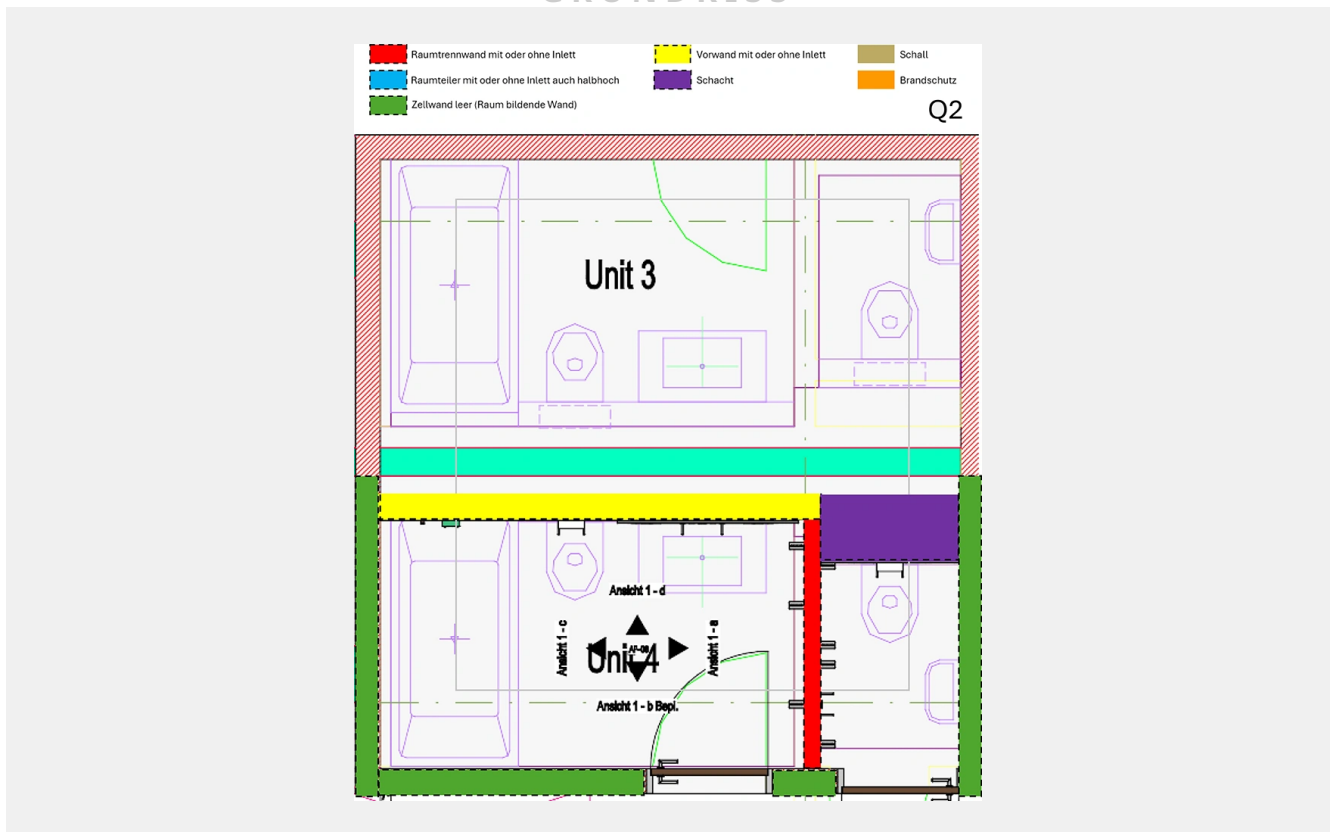 GRUNDRISS
Raumtrennwand mit oder ohne Inlett
Vorwand mit oder ohne Inlett
Schall
Raumteiler mit oder ohne Inlett auch halbhoch
Schacht
Brandschutz
Zellwand leer (Raum bildende Wand)
Q2
Unit 3
Ansicht 1 - d
Ansicht 1 - c
Ansicht 1 - a
Unit 4
Ansicht 1 - b Bepl.